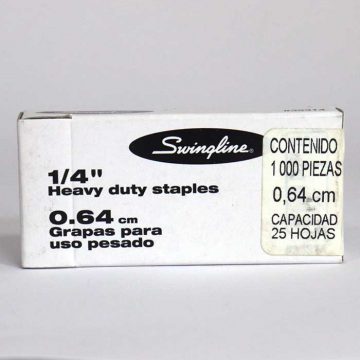 Swingline®
1/4"
Heavy duty staples
0.64 cm
Grapas para
uso pesado
CONTENIDO
1 000 PIEZAS
0,64 cm
CAPACIDAD
25 HOJAS